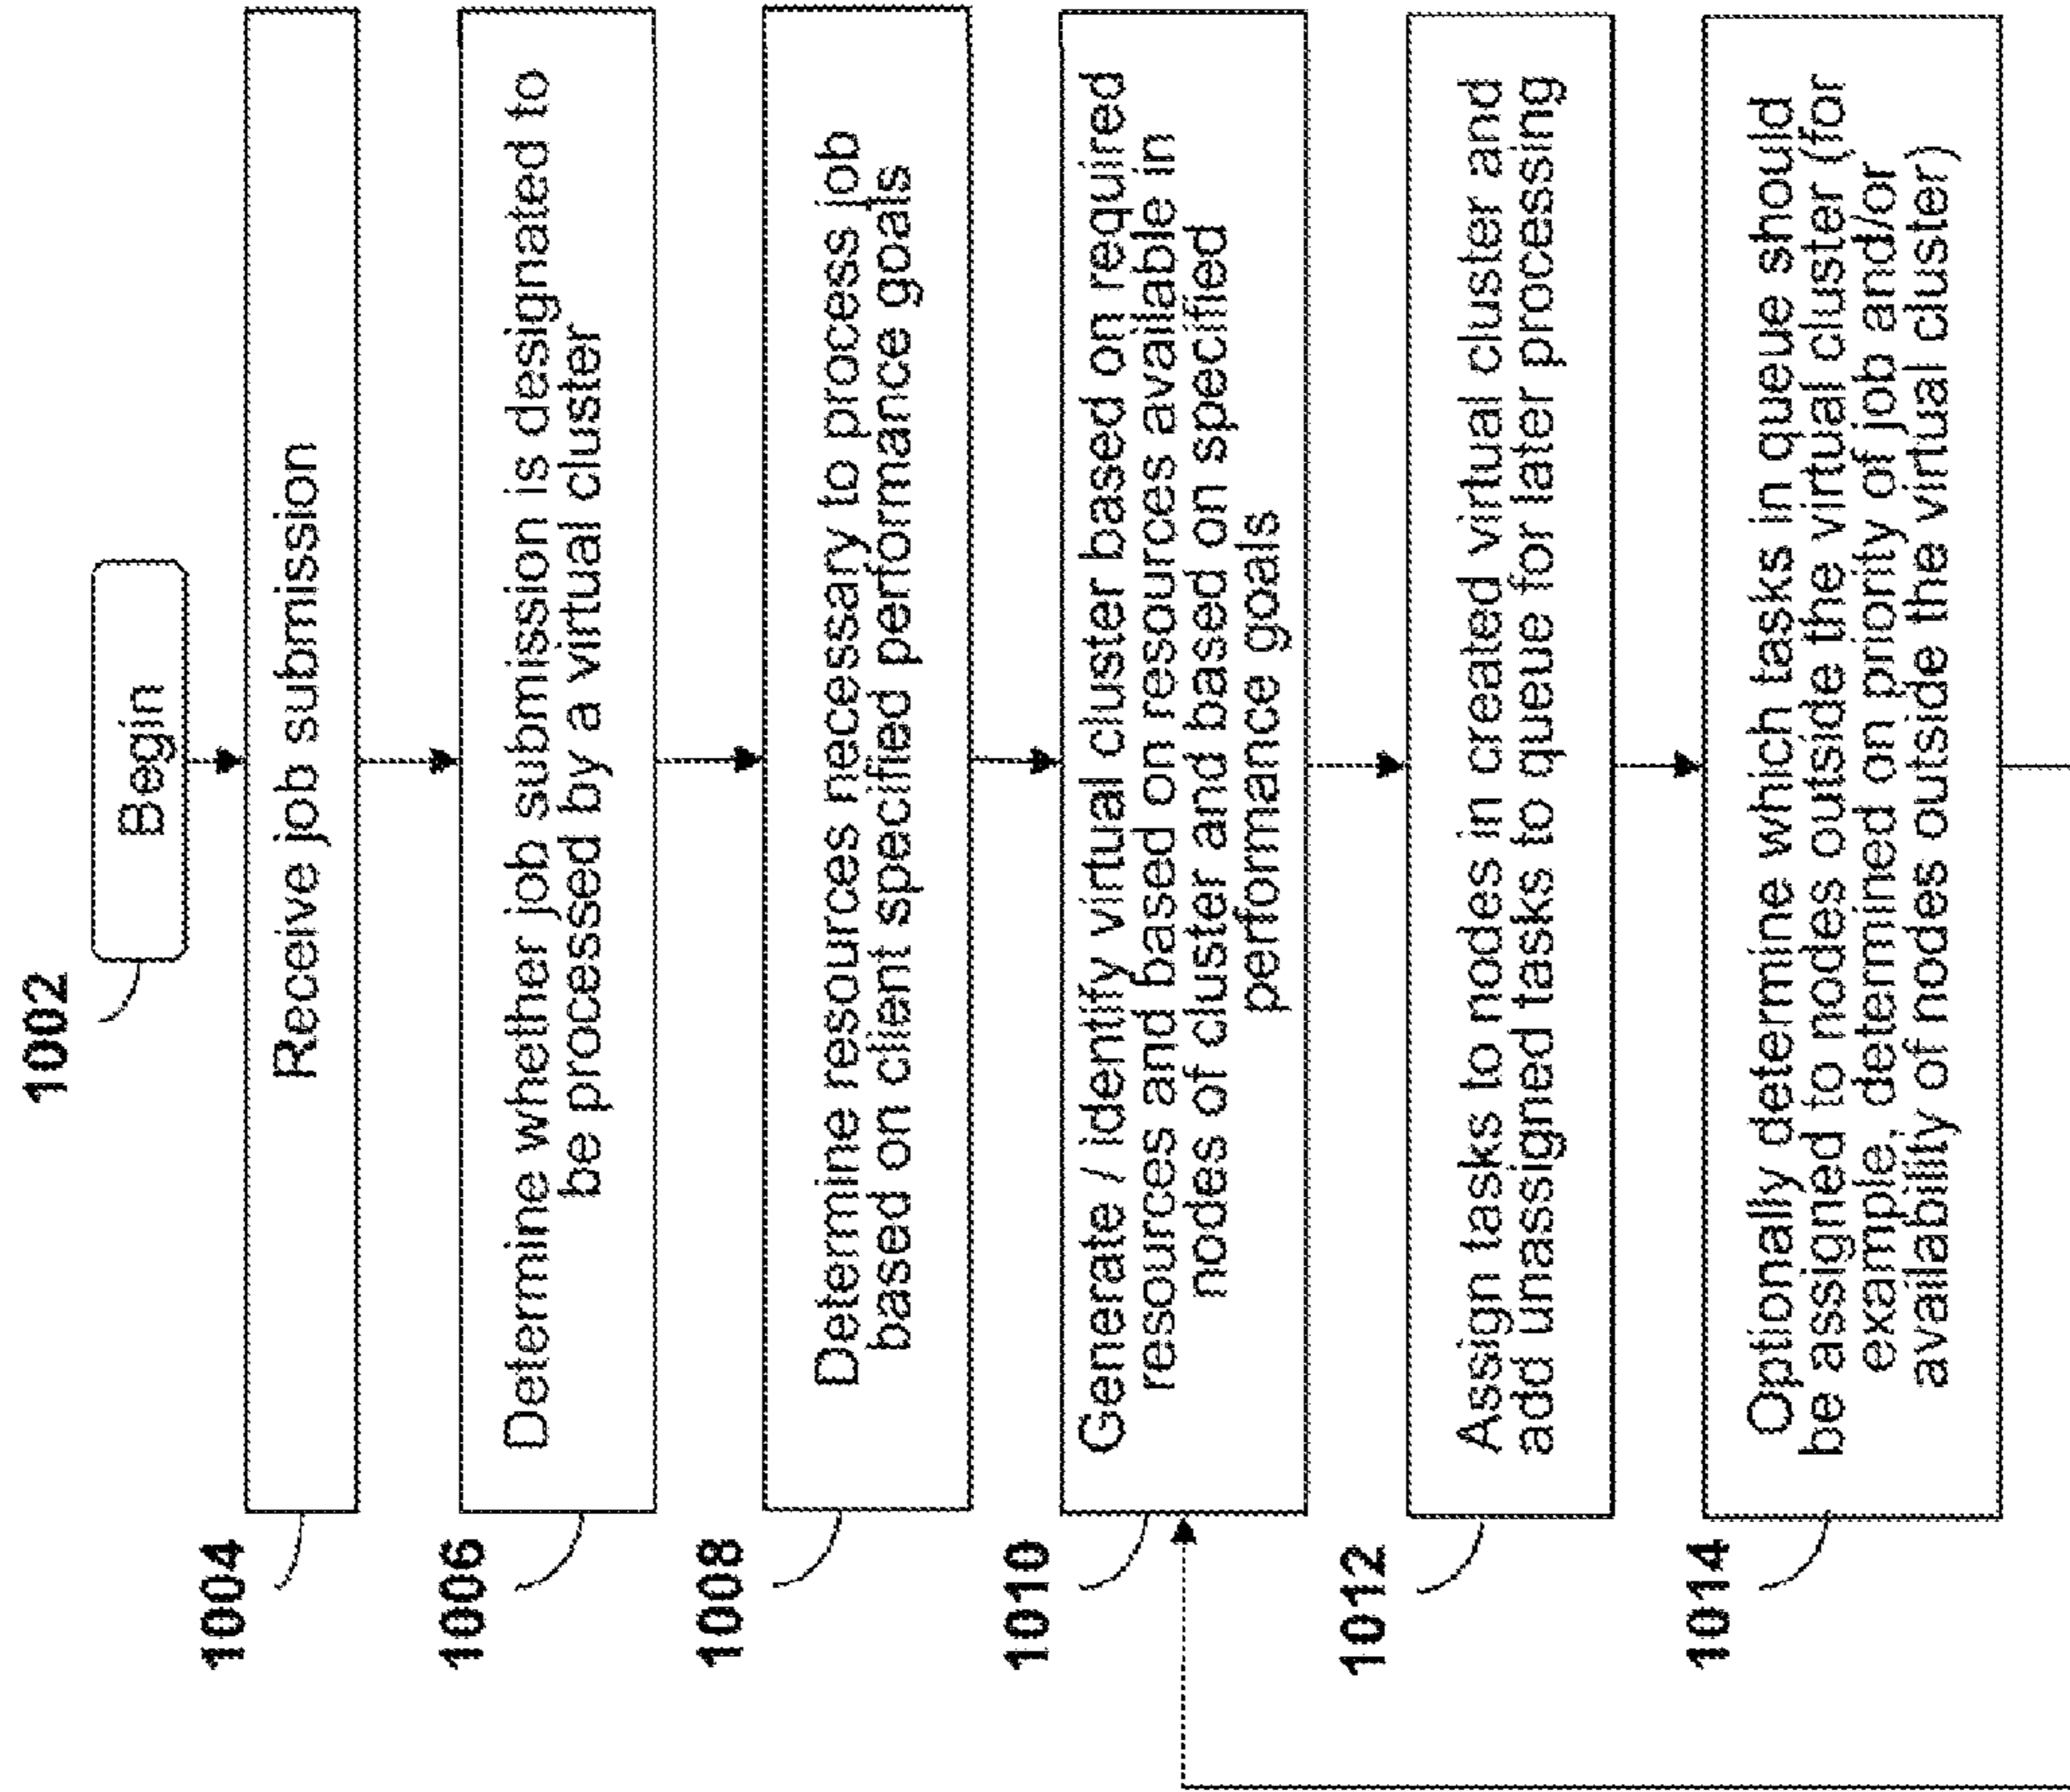 1002
Begin
1004
Receive job submission
1006
Determine whether job submission is designated to
be processed by a virtual cluster
1008
Determine resources necessary to process job
based on client specified performance goals
1010
Generate / identify virtual cluster based on required
resources and based on resources available in
nodes of cluster and based on specified
performance goals
1012
Assign tasks to nodes in created virtual cluster and
add unassigned tasks to queue for later processing
1014
Optionally determine which tasks in queue should
be assigned to nodes outside the virtual cluster (for
example, determined on priority of job and/or
availability of nodes outside the virtual cluster)